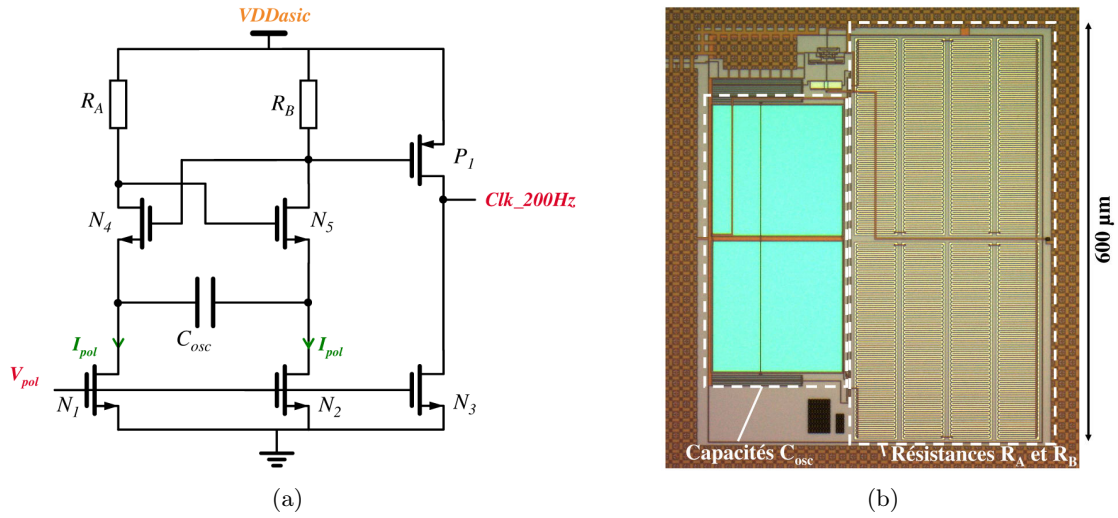 VDDasic
R_A
R_B
P_1
Clk_200Hz
N_4
N_5
I_pol
C_osc
I_pol
V_pol
N_1
N_2
N_3
(a)
600 µm
Capacités C_osc
Résistances R_A et R_B
(b)